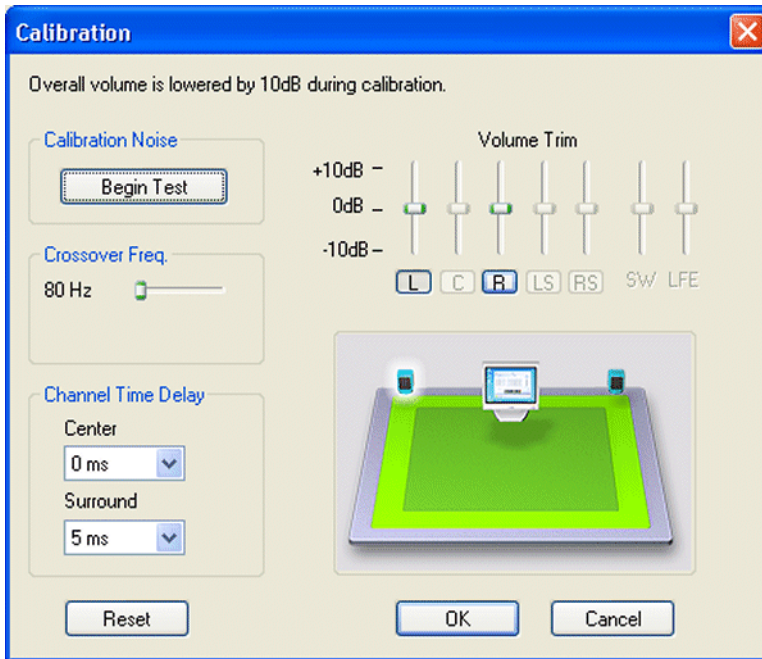 Calibration
Overall volume is lowered by 10dB during calibration.
Calibration Noise
Begin Test
Crossover Freq.
80 Hz
Channel Time Delay
Center
0 ms
Surround
5 ms
Volume Trim
+10dB
0dB
-10dB
L C R LS RS SW LFE
Reset OK Cancel